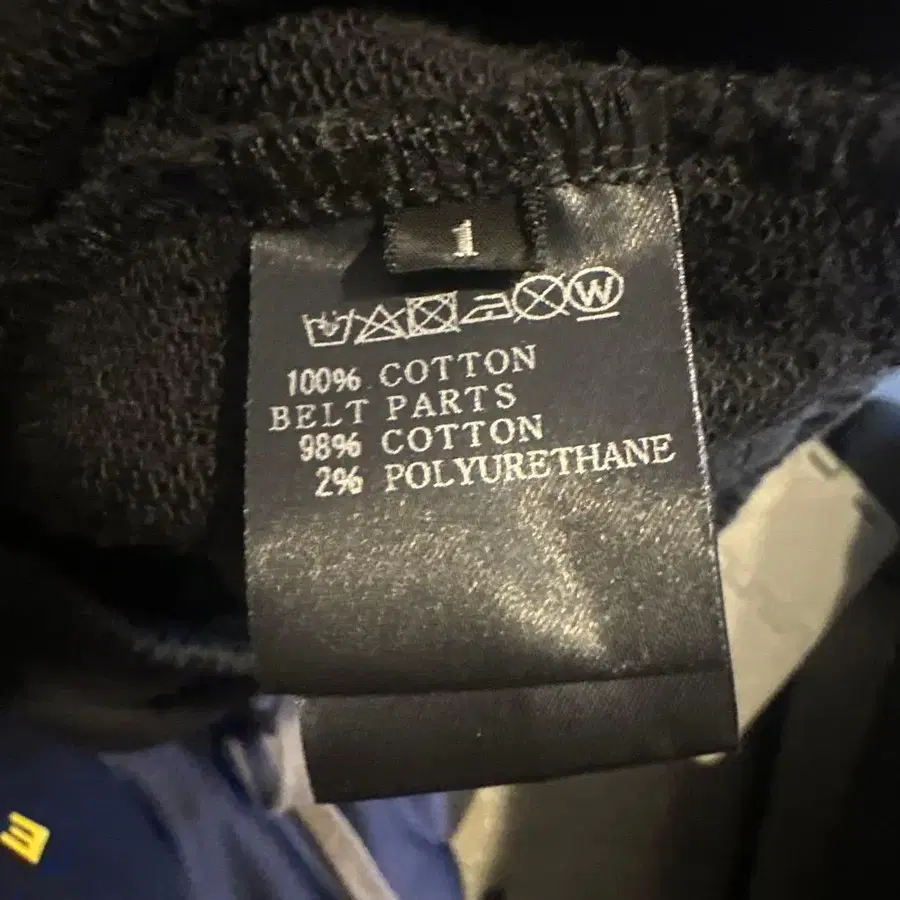 1
W
100% COTTON
BELT PARTS
98% COTTON
2% POLYURETHANE